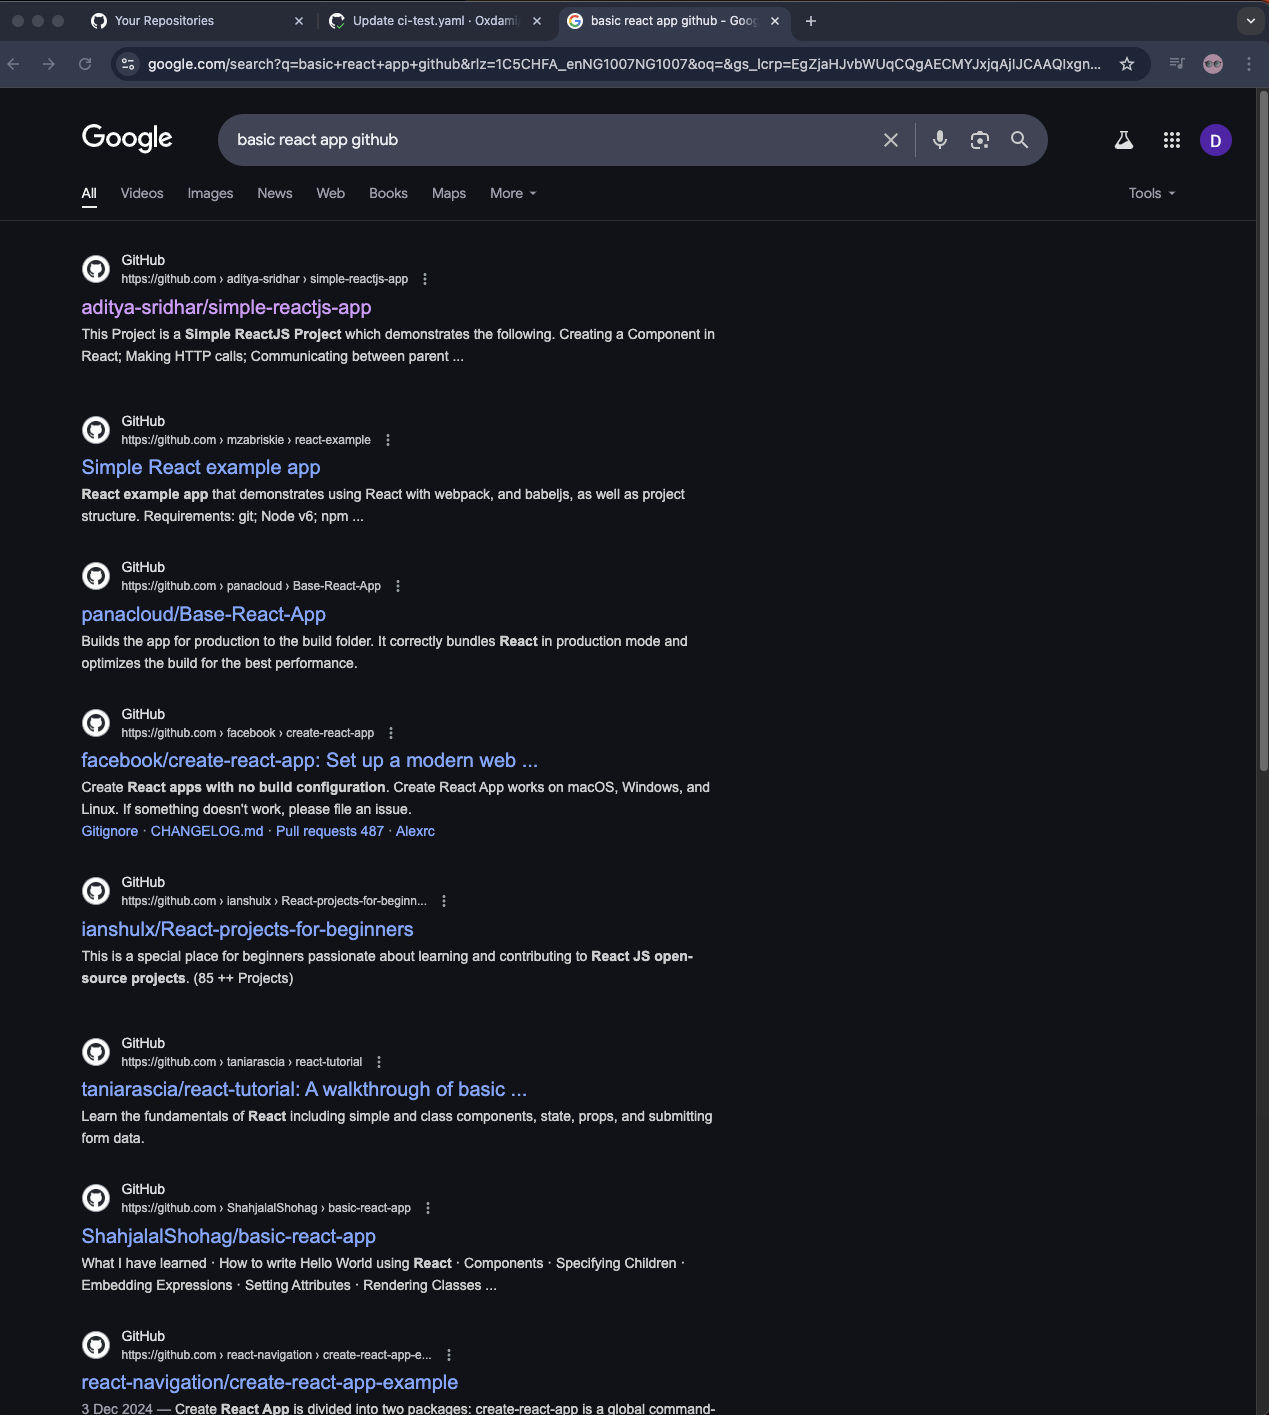 Your Repositories
Update ci-test.yaml · Oxdami
basic react app github - Goog
google.com/search?q=basic+react+app+github&rlz=1C5CHFA_enNG1007NG1007&oq=&gs_lcrp=EgZjaHJvbWUqCQgAECMYJxjqAjIJCAAQIxgn...
Google
basic react app github
D
All Videos Images News Web Books Maps More Tools
GitHub
https://github.com › aditya-sridhar › simple-reactjs-app
aditya-sridhar/simple-reactjs-app
This Project is a Simple ReactJS Project which demonstrates the following. Creating a Component in
React; Making HTTP calls; Communicating between parent ...
GitHub
https://github.com › mzabriskie › react-example
Simple React example app
React example app that demonstrates using React with webpack, and babeljs, as well as project
structure. Requirements: git; Node v6; npm ...
GitHub
https://github.com › panacloud › Base-React-App
panacloud/Base-React-App
Builds the app for production to the build folder. It correctly bundles React in production mode and
optimizes the build for the best performance.
GitHub
https://github.com › facebook › create-react-app
facebook/create-react-app: Set up a modern web ...
Create React apps with no build configuration. Create React App works on macOS, Windows, and
Linux. If something doesn't work, please file an issue.
Gitignore · CHANGELOG.md · Pull requests 487 · Alexrc
GitHub
https://github.com › ianshulx › React-projects-for-beginn...
ianshulx/React-projects-for-beginners
This is a special place for beginners passionate about learning and contributing to React JS open-
source projects. (85 ++ Projects)
GitHub
https://github.com › taniarascia › react-tutorial
taniarascia/react-tutorial: A walkthrough of basic ...
Learn the fundamentals of React including simple and class components, state, props, and submitting
form data.
GitHub
https://github.com › ShahjalalShohag › basic-react-app
ShahjalalShohag/basic-react-app
What I have learned · How to write Hello World using React · Components · Specifying Children ·
Embedding Expressions · Setting Attributes · Rendering Classes ...
GitHub
https://github.com › react-navigation › create-react-app-e...
react-navigation/create-react-app-example
3 Dec 2024 — Create React App is divided into two packages: create-react-app is a global command-